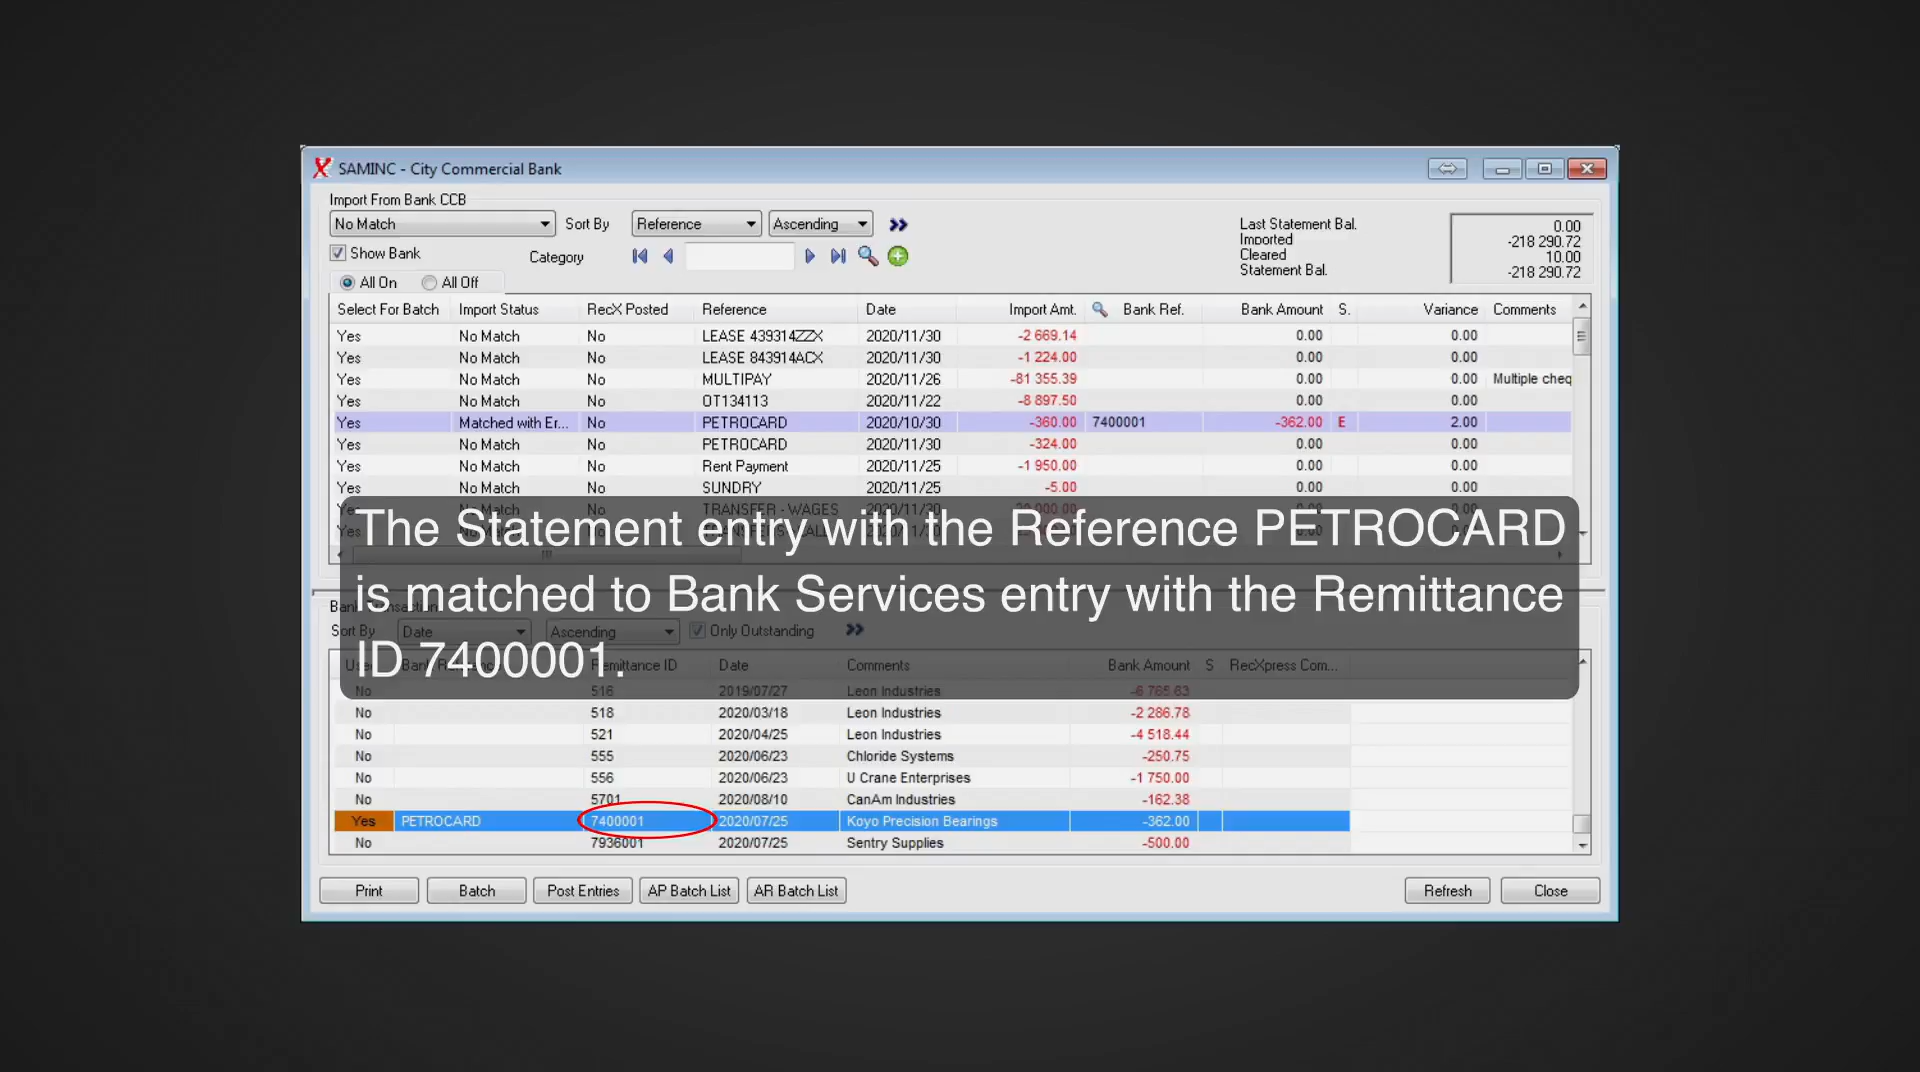 SAMINC - City Commercial Bank
Import From Bank CCB
No Match Sort By Reference Ascending
Show Bank Category
All On All Off
Last Statement Bal. 0.00
Imported -218 290.72
Cleared 10.00
Statement Bal. -218 290.72
Select For Batch Import Status RecX Posted Reference Date Import Amt. Bank Ref. Bank Amount S. Variance Comments
Yes No Match No LEASE 439314ZZX 2020/11/30 -2 669.14 0.00 0.00
Yes No Match No LEASE 843914ACX 2020/11/30 -1 224.00 0.00 0.00
Yes No Match No MULTIPAY 2020/11/26 -81 355.39 0.00 0.00 Multiple cheq
Yes No Match No OT134113 2020/11/22 -8 897.50 0.00 0.00
Yes Matched with Er... No PETROCARD 2020/10/30 -360.00 7400001 -362.00 E 2.00
Yes No Match No PETROCARD 2020/11/30 -324.00 0.00 0.00
Yes No Match No Rent Payment 2020/11/25 -1 950.00 0.00 0.00
Yes No Match No SUNDRY 2020/11/25 -5.00 0.00 0.00
TRANSFER - WAGES
The Statement entry with the Reference PETROCARD
is matched to Bank Services entry with the Remittance
ID 7400001.
Sort By Date Ascending Only Outstanding
Remittance ID Date Comments Bank Amount S RecXpress Com...
No 516 2019/07/27 Leon Industries -6 765.63
No 518 2020/03/18 Leon Industries -2 286.78
No 521 2020/04/25 Leon Industries -4 518.44
No 555 2020/06/23 Chloride Systems -250.75
No 556 2020/06/23 U Crane Enterprises -1 750.00
No 5701 2020/08/10 CanAm Industries -162.38
Yes PETROCARD 7400001 2020/07/25 Koyo Precision Bearings -362.00
No 7936001 2020/07/25 Sentry Supplies -500.00
Print Batch Post Entries AP Batch List AR Batch List Refresh Close